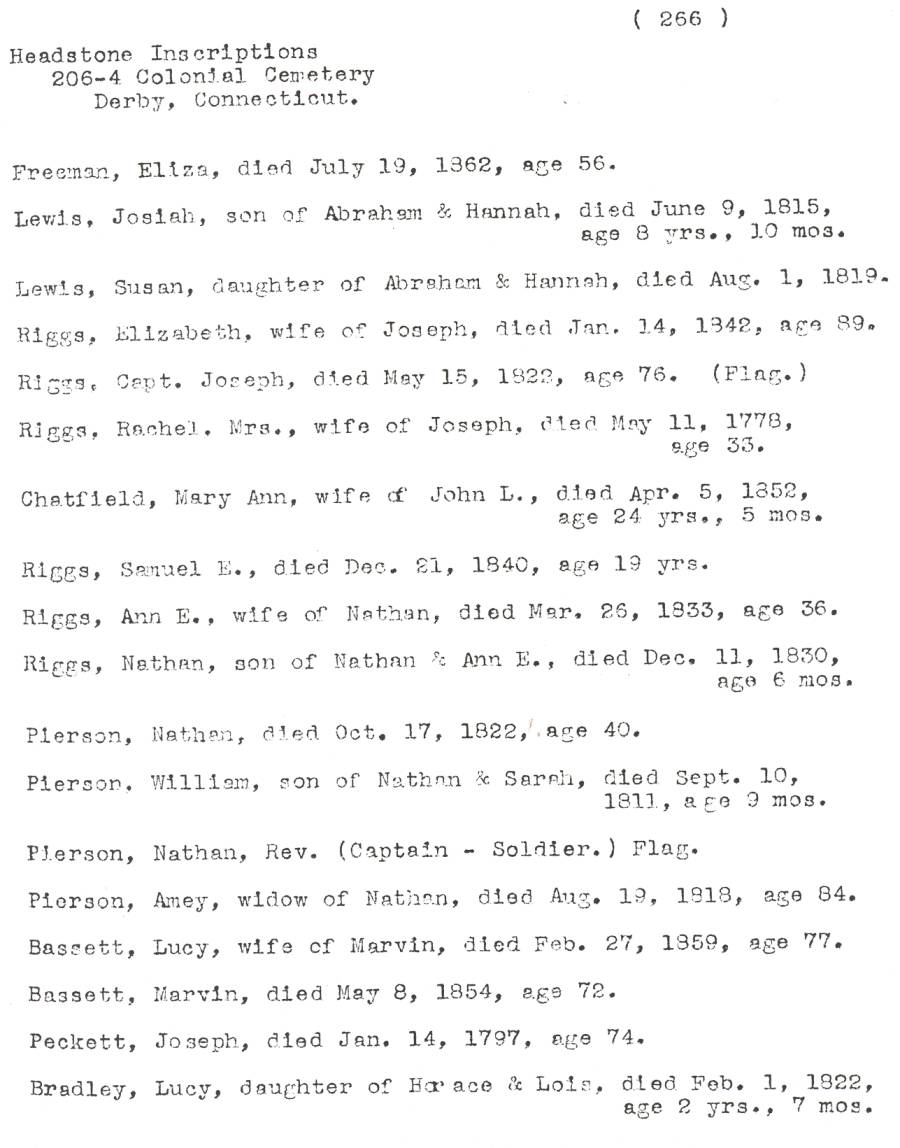 ( 266 )
Headstone Inscriptions
206-4 Colonial Cemetery
Derby, Connecticut.
Freeman, Eliza, died July 19, 1862, age 56.
Lewis, Josiah, son of Abraham & Hannah, died June 9, 1815,
age 8 yrs., 10 mos.
Lewis, Susan, daughter of Abraham & Hannah, died Aug. 1, 1819.
Riggs, Elizabeth, wife of Joseph, died Jan. 14, 1842, age 89.
Riggs, Capt. Joseph, died May 15, 1822, age 76. (Flag.)
Riggs, Rachel, Mrs., wife of Joseph, died May 11, 1778,
age 33.
Chatfield, Mary Ann, wife of John L., died Apr. 5, 1852,
age 24 yrs., 5 mos.
Riggs, Samuel E., died Dec. 21, 1840, age 19 yrs.
Riggs, Ann E., wife of Nathan, died Mar. 26, 1833, age 36.
Riggs, Nathan, son of Nathan & Ann E., died Dec. 11, 1830,
age 6 mos.
Pierson, Nathan, died Oct. 17, 1822, age 40.
Pierson, William, son of Nathan & Sarah, died Sept. 10,
1811, age 9 mos.
Pierson, Nathan, Rev. (Captain - Soldier.) Flag.
Pierson, Amey, widow of Nathan, died Aug. 19, 1818, age 84.
Bassett, Lucy, wife of Marvin, died Feb. 27, 1859, age 77.
Bassett, Marvin, died May 8, 1854, age 72.
Peckett, Joseph, died Jan. 14, 1797, age 74.
Bradley, Lucy, daughter of Horace & Lois, died Feb. 1, 1822,
age 2 yrs., 7 mos.